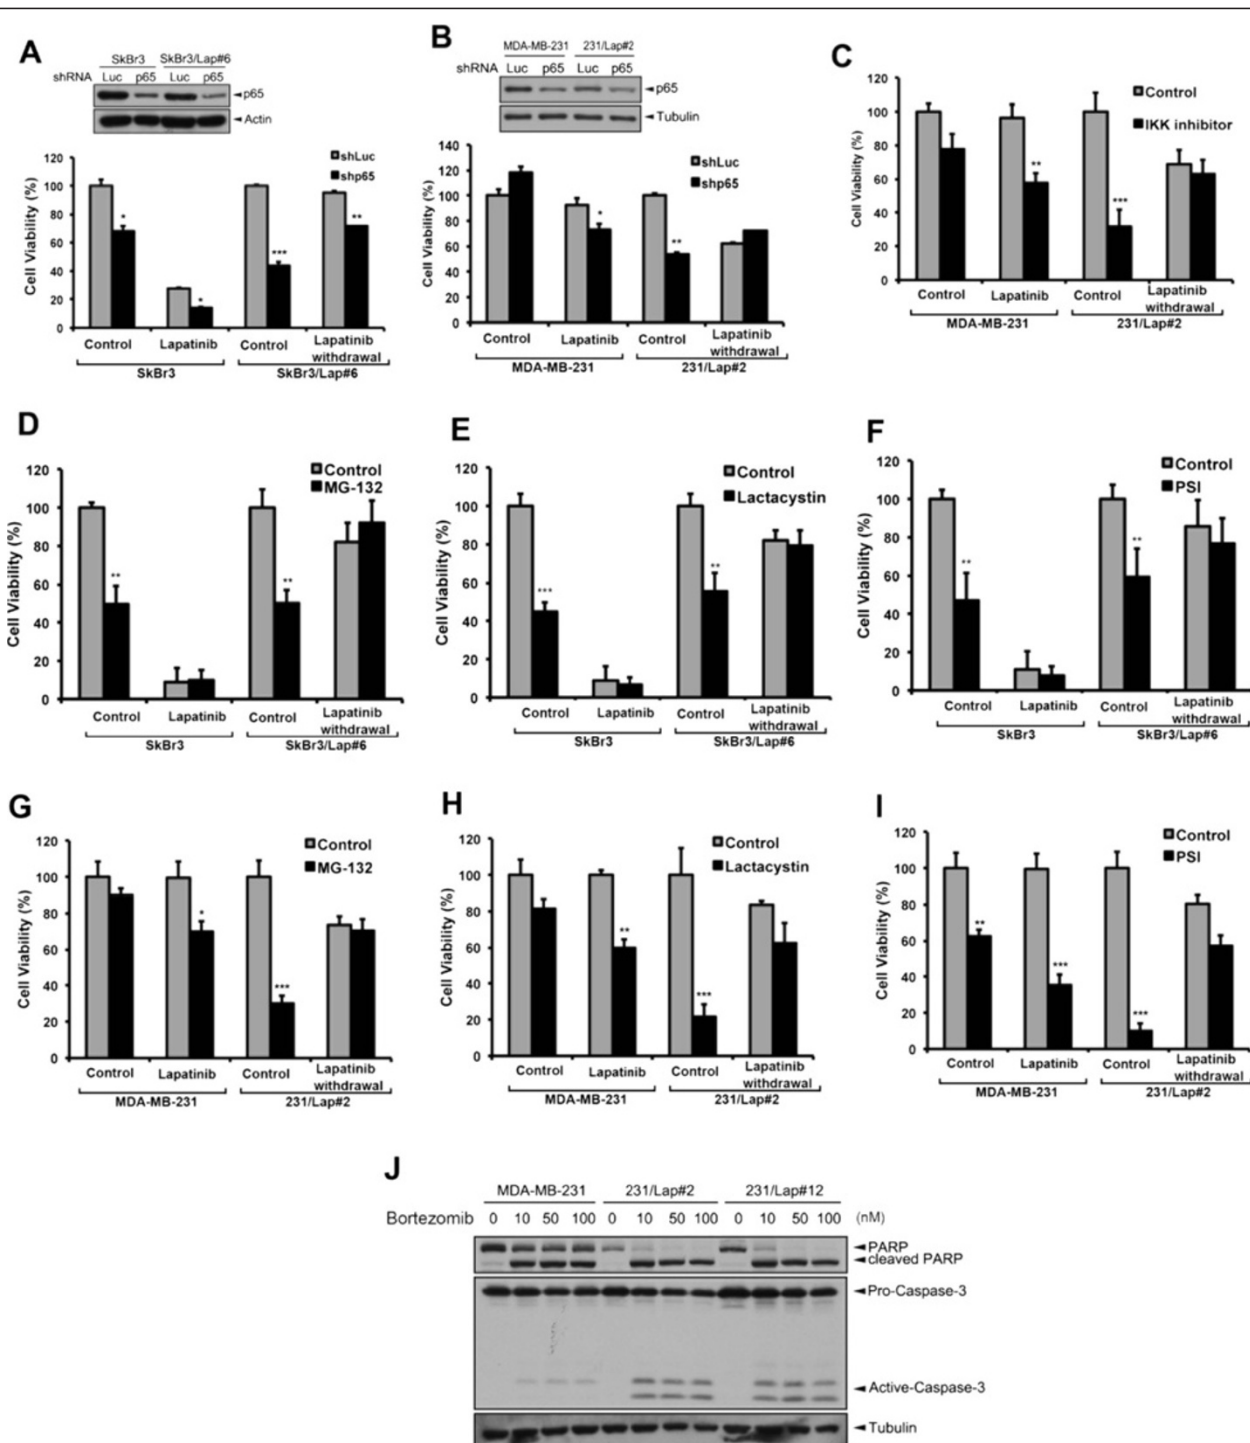 A
SkBr3 SkBr3/Lap#6
shRNA Luc p65 Luc p65
p65
Actin
Cell Viability (%)
120
100
80
60
40
20
0
shLuc
shp65
*
*
***
**
Control Lapatinib Control Lapatinib withdrawal
SkBr3 SkBr3/Lap#6
B
MDA-MB-231 231/Lap#2
shRNA Luc p65 Luc p65
p65
Tubulin
Cell Viability (%)
140
120
100
80
60
40
20
0
shLuc
shp65
*
**
Control Lapatinib Control Lapatinib withdrawal
MDA-MB-231 231/Lap#2
C
Cell Viability (%)
120
100
80
60
40
20
0
Control
IKK inhibitor
**
***
Control Lapatinib Control Lapatinib withdrawal
MDA-MB-231 231/Lap#2
D
Cell Viability (%)
120
100
80
60
40
20
0
Control
MG-132
**
**
Control Lapatinib Control Lapatinib withdrawal
SkBr3 SkBr3/Lap#6
E
Cell Viability (%)
120
100
80
60
40
20
0
Control
Lactacystin
***
**
Control Lapatinib Control Lapatinib withdrawal
SkBr3 SkBr3/Lap#6
F
Cell Viability (%)
120
100
80
60
40
20
0
Control
PSI
**
**
Control Lapatinib Control Lapatinib withdrawal
SkBr3 SkBr3/Lap#6
G
Cell Viability (%)
120
100
80
60
40
20
0
Control
MG-132
*
***
Control Lapatinib Control Lapatinib withdrawal
MDA-MB-231 231/Lap#2
H
Cell Viability (%)
120
100
80
60
40
20
0
Control
Lactacystin
**
***
Control Lapatinib Control Lapatinib withdrawal
MDA-MB-231 231/Lap#2
I
Cell Viability (%)
120
100
80
60
40
20
0
Control
PSI
**
***
***
Control Lapatinib Control Lapatinib withdrawal
MDA-MB-231 231/Lap#2
J
MDA-MB-231 231/Lap#2 231/Lap#12
Bortezomib 0 10 50 100 0 10 50 100 0 10 50 100 (nM)
PARP
cleaved PARP
Pro-Caspase-3
Active-Caspase-3
Tubulin